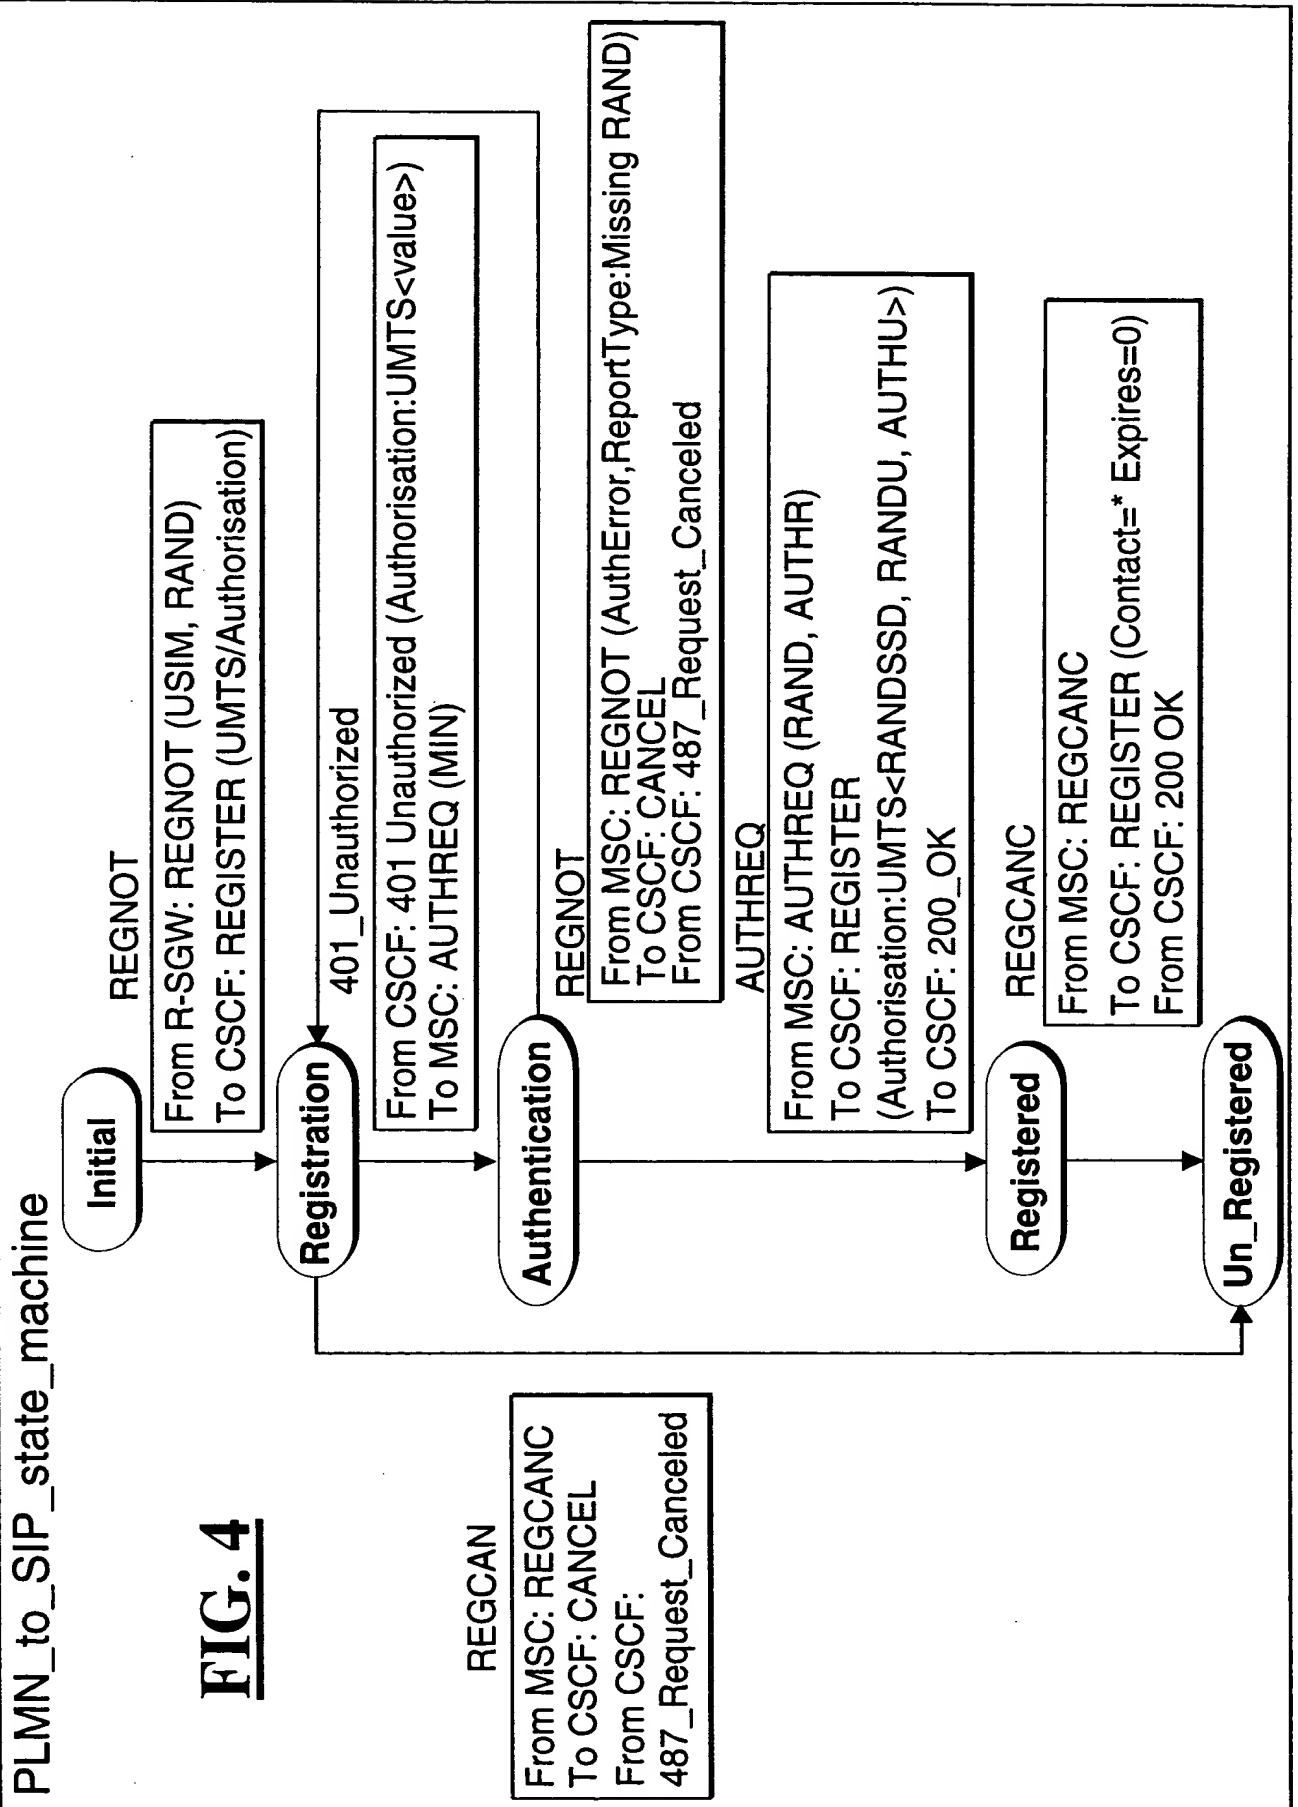 PLMN_to_SIP_state_machine
FIG. 4
Initial
REGNOT
From R-SGW: REGNOT (USIM, RAND)
To CSCF: REGISTER (UMTS/Authorisation)
Registration
401_Unauthorized
From CSCF: 401 Unauthorized (Authorisation:UMTS<value>)
To MSC: AUTHREQ (MIN)
Authentication
REGNOT
From MSC: REGNOT (AuthError,ReportType:Missing RAND)
To CSCF: CANCEL
From CSCF: 487_Request_Canceled
AUTHREQ
From MSC: AUTHREQ (RAND, AUTHR)
To CSCF: REGISTER
(Authorisation:UMTS<RANDSSD, RANDU, AUTHU>)
To CSCF: 200_OK
Registered
REGCANC
From MSC: REGCANC
To CSCF: REGISTER (Contact=* Expires=0)
From CSCF: 200 OK
Un_Registered
REGCAN
From MSC: REGCANC
To CSCF: CANCEL
From CSCF:
487_Request_Canceled